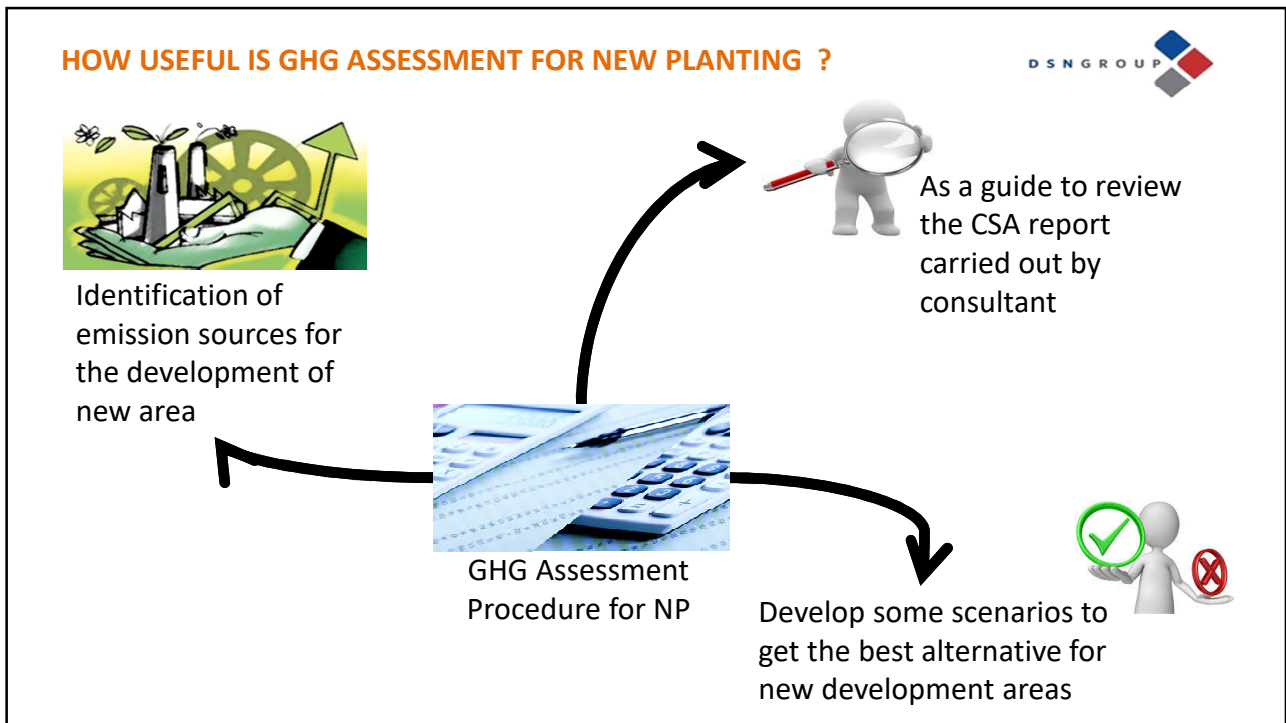 HOW USEFUL IS GHG ASSESSMENT FOR NEW PLANTING ?
DSNGROUP
Identification of
emission sources for
the development of
new area
As a guide to review
the CSA report
carried out by
consultant
GHG Assessment
Procedure for NP
Develop some scenarios to
get the best alternative for
new development areas